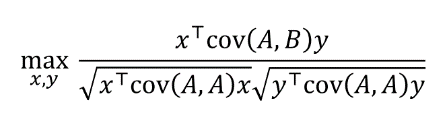 max x,y x⊤cov(A, B)y / √x⊤cov(A, A)x √y⊤cov(A, A)y